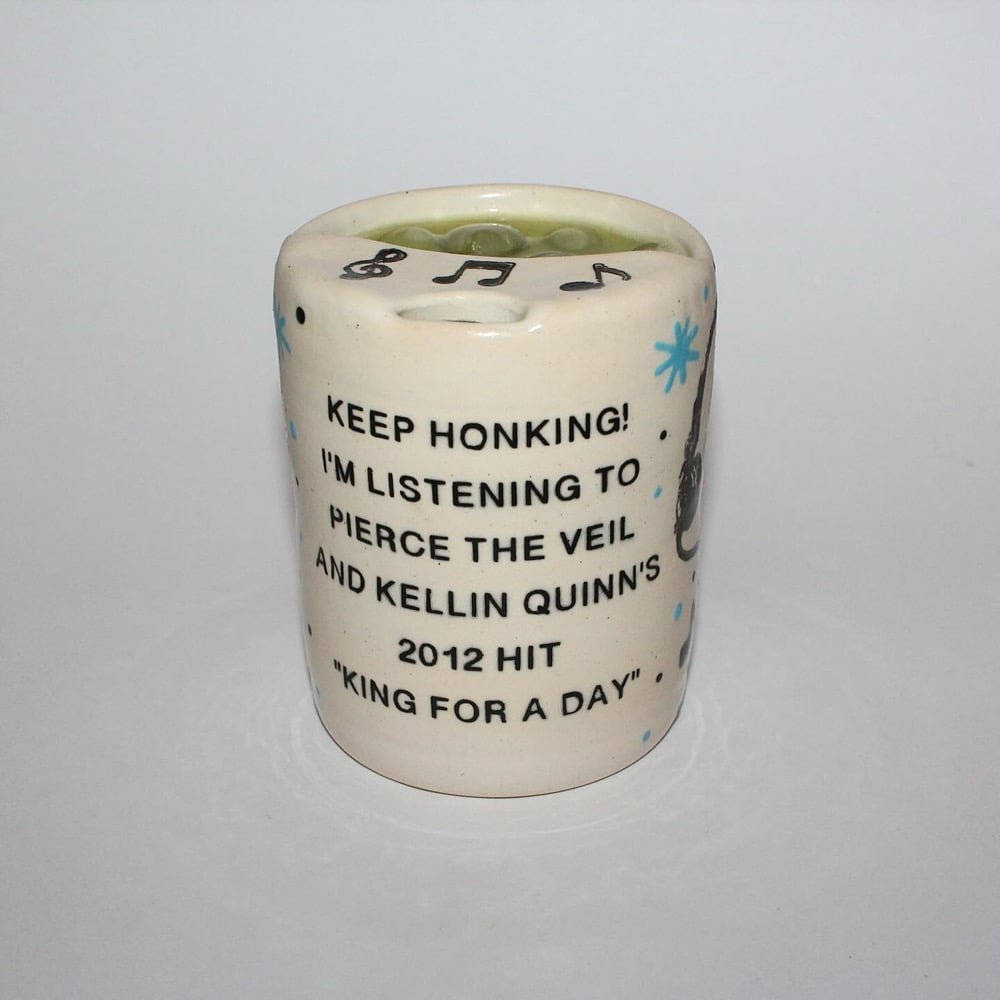 KEEP HONKING!
I'M LISTENING TO
PIERCE THE VEIL
AND KELLIN QUINN'S
2012 HIT
"KING FOR A DAY"